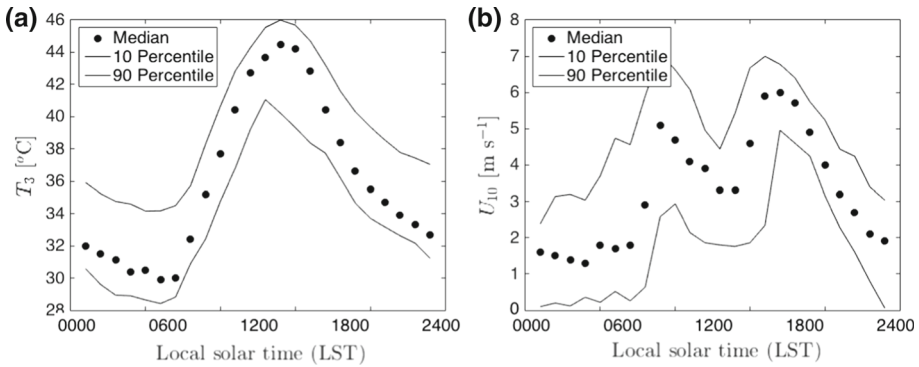 (a)
46
44
42
40
38
36
34
32
30
28
T3 [°C]
Median
10 Percentile
90 Percentile
0000 0600 1200 1800 2400
Local solar time (LST)
(b)
8
7
6
5
4
3
2
1
0
U10 [m s−1]
Median
10 Percentile
90 Percentile
0000 0600 1200 1800 2400
Local solar time (LST)